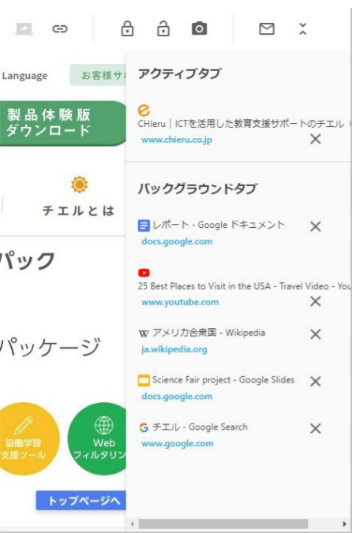 Language
お客様サ
アクティブタブ
製品体験版
ダウンロード
CHIeru | ICTを活用した教育支援サポートのチエル
www.chieru.co.jp
チエルとは
バックグラウンドタブ
レポート - Google ドキュメント
docs.google.com
パック
25 Best Places to Visit in the USA - Travel Video - You
www.youtube.com
パッケージ
W アメリカ合衆国 - Wikipedia
ja.wikipedia.org
Science Fair project - Google Slides
docs.google.com
協働学習
支援ツール
Web
フィルタリン
G チエル - Google Search
www.google.com
トップページへ